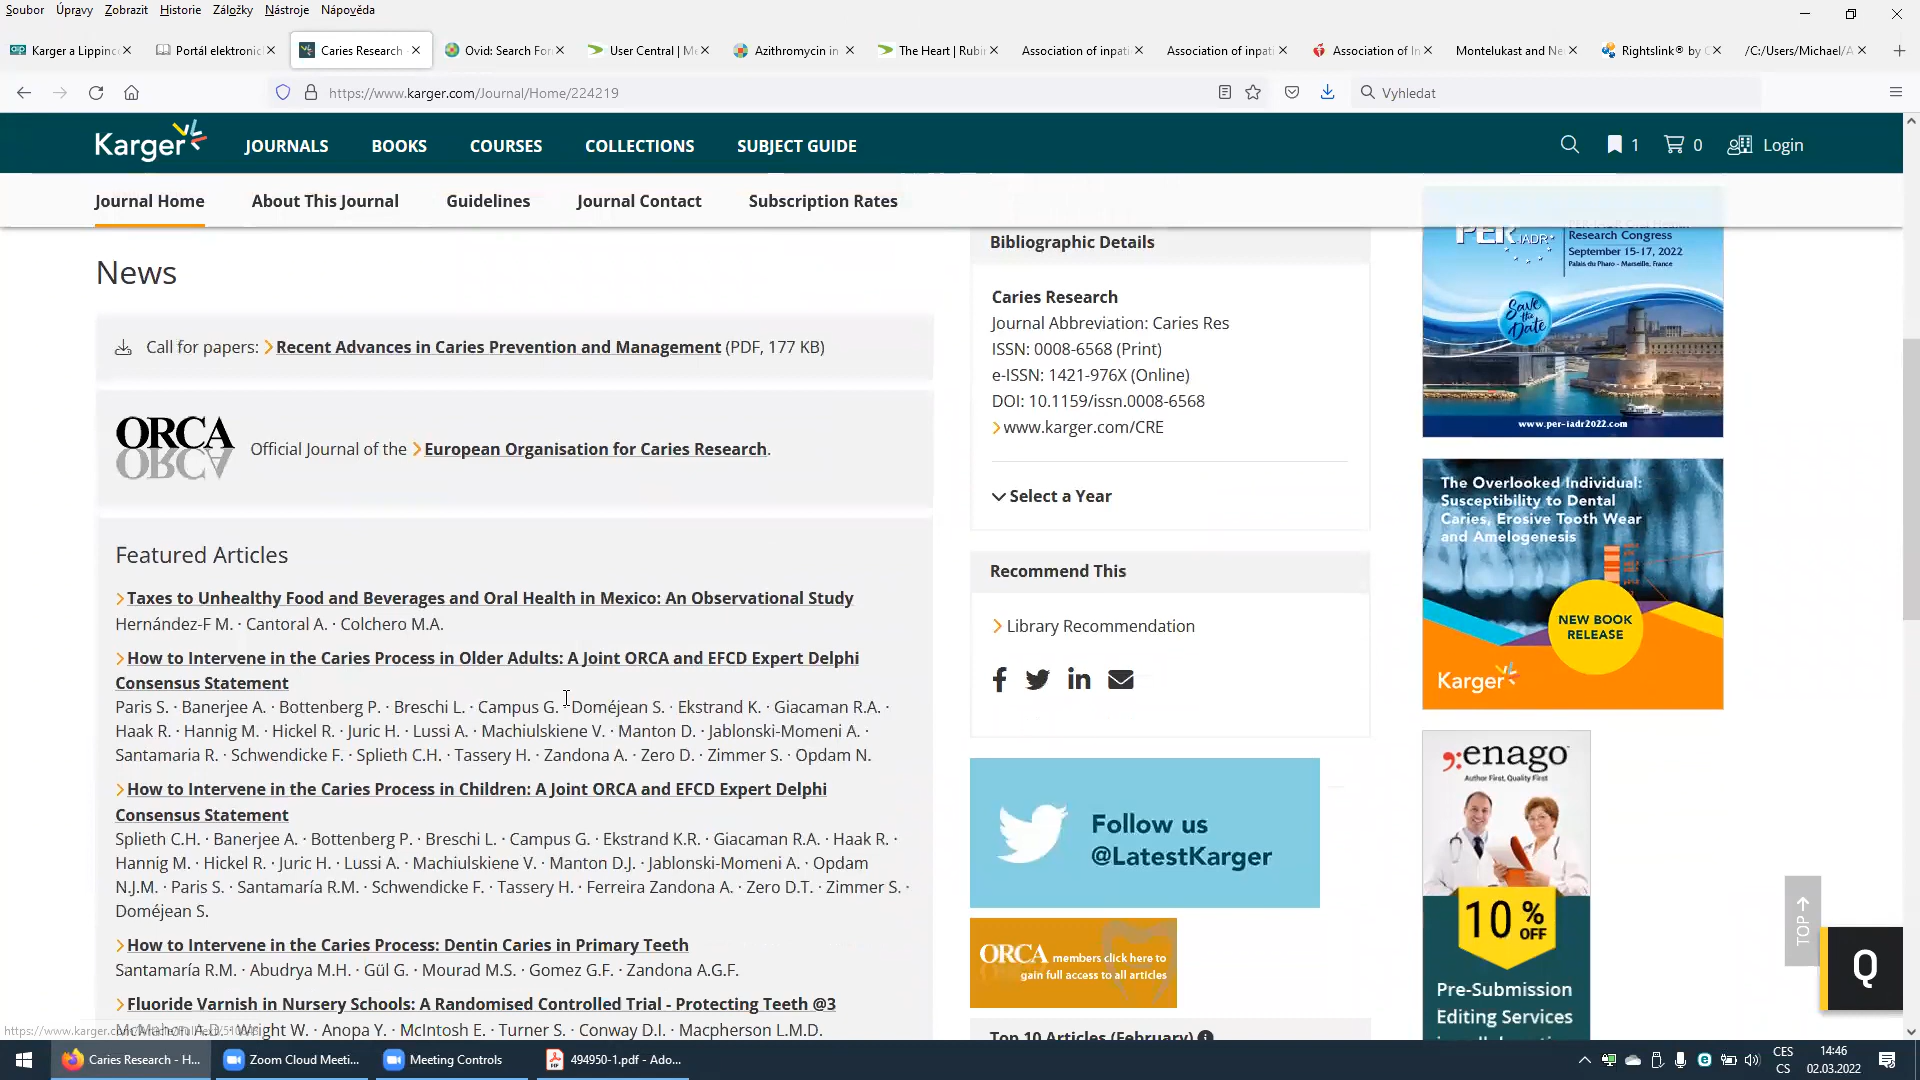 Soubor Úpravy Zobrazit Historie Záložky Nástroje Nápověda
Karger a Lippinc
Portál elektronic
Caries Research -
Ovid: Search For
User Central | M
Azithromycin in
The Heart | Rubi
Association of inpati
Association of inpati
Association of In
Montelukast and Ne
Rightslink® by C
/C:/Users/Michael/A
https://www.karger.com/Journal/Home/224219
Vyhledat
Karger
JOURNALS BOOKS COURSES COLLECTIONS SUBJECT GUIDE
1
0
Login
Journal Home About This Journal Guidelines Journal Contact Subscription Rates
News
Call for papers: Recent Advances in Caries Prevention and Management (PDF, 177 KB)
ORCA
Official Journal of the European Organisation for Caries Research.
Featured Articles
Taxes to Unhealthy Food and Beverages and Oral Health in Mexico: An Observational Study
Hernández-F M. · Cantoral A. · Colchero M.A.
How to Intervene in the Caries Process in Older Adults: A Joint ORCA and EFCD Expert Delphi
Consensus Statement
Paris S. · Banerjee A. · Bottenberg P. · Breschi L. · Campus G. · Doméjean S. · Ekstrand K. · Giacaman R.A. ·
Haak R. · Hannig M. · Hickel R. · Juric H. · Lussi A. · Machiulskiene V. · Manton D. · Jablonski-Momeni A. ·
Santamaria R. · Schwendicke F. · Splieth C.H. · Tassery H. · Zandona A. · Zero D. · Zimmer S. · Opdam N.
How to Intervene in the Caries Process in Children: A Joint ORCA and EFCD Expert Delphi
Consensus Statement
Splieth C.H. · Banerjee A. · Bottenberg P. · Breschi L. · Campus G. · Ekstrand K.R. · Giacaman R.A. · Haak R. ·
Hannig M. · Hickel R. · Juric H. · Lussi A. · Machiulskiene V. · Manton D.J. · Jablonski-Momeni A. · Opdam
N.J.M. · Paris S. · Santamaría R.M. · Schwendicke F. · Tassery H. · Ferreira Zandona A. · Zero D.T. · Zimmer S. ·
Doméjean S.
How to Intervene in the Caries Process: Dentin Caries in Primary Teeth
Santamaría R.M. · Abudrya M.H. · Gül G. · Mourad M.S. · Gomez G.F. · Zandona A.G.F.
Fluoride Varnish in Nursery Schools: A Randomised Controlled Trial - Protecting Teeth @3
McMahon A.D. · Wright W. · Anopa Y. · McIntosh E. · Turner S. · Conway D.I. · Macpherson L.M.D.
Bibliographic Details
Caries Research
Journal Abbreviation: Caries Res
ISSN: 0008-6568 (Print)
e-ISSN: 1421-976X (Online)
DOI: 10.1159/issn.0008-6568
www.karger.com/CRE
Select a Year
Recommend This
Library Recommendation
Follow us
@LatestKarger
ORCA members click here to
gain full access to all articles
Top 10 Articles (February)
PER IADR
Research Congress
September 15-17, 2022
Palais du Pharo - Marseille, France
Save
the
Date
www.per-iadr2022.com
The Overlooked Individual:
Susceptibility to Dental
Caries, Erosive Tooth Wear
and Amelogenesis
NEW BOOK
RELEASE
Karger
enago
Author First, Quality First
10 %
OFF
Pre-Submission
Editing Services
TOP
Q
Caries Research - H...
Zoom Cloud Meeti...
Meeting Controls
494950-1.pdf - Ado...
CES
CS
14:46
02.03.2022